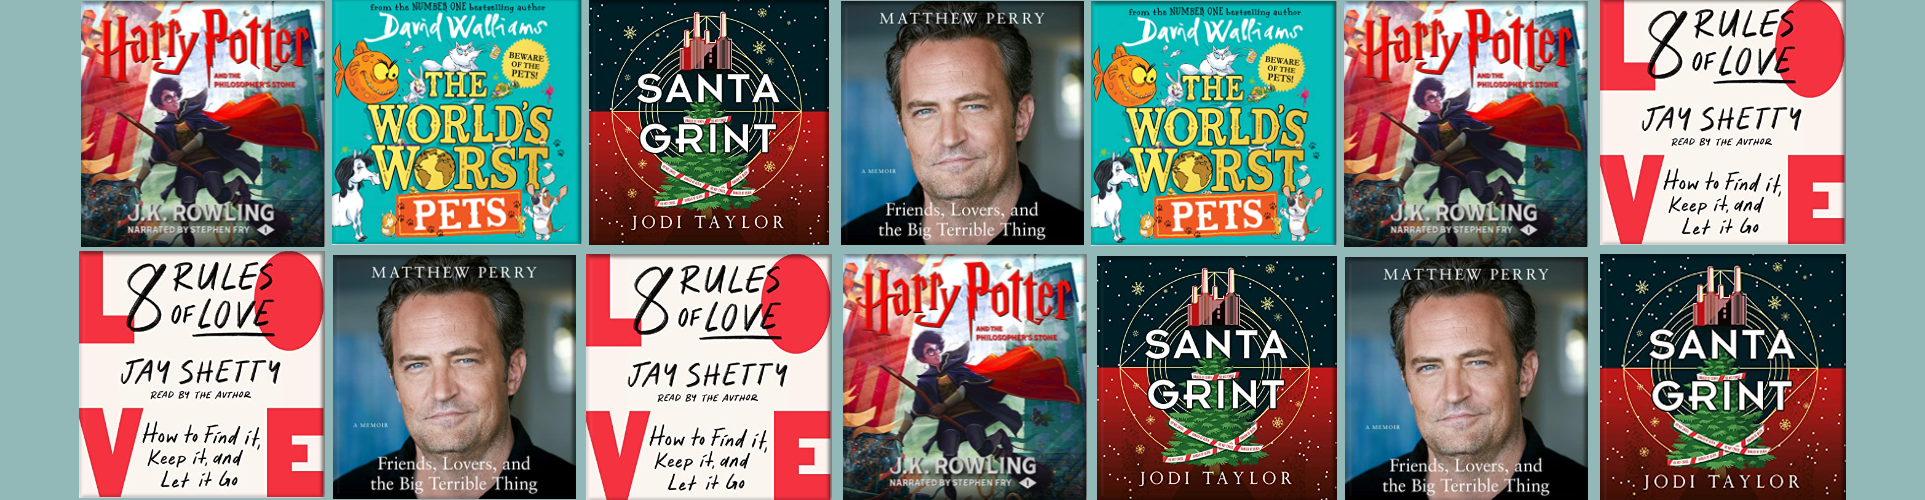 Harry Potter
AND THE
PHILOSOPHER'S STONE
J.K. ROWLING
NARRATED BY STEPHEN FRY 1
from the NUMBER ONE bestselling author
David Walliams
BEWARE
OF THE
PETS!
THE
WORLD'S
WORST
PETS
SANTA
GRINT
JODI TAYLOR
MATTHEW PERRY
A MEMOIR
Friends, Lovers, and
the Big Terrible Thing
from the NUMBER ONE bestselling author
David Walliams
BEWARE
OF THE
PETS!
THE
WORLD'S
WORST
PETS
Harry Potter
AND THE
PHILOSOPHER'S STONE
J.K. ROWLING
NARRATED BY STEPHEN FRY 1
LOVE
8 RULES
OF LOVE
JAY SHETTY
READ BY THE AUTHOR
How to Find it,
Keep it, and
Let it Go
LOVE
8 RULES
OF LOVE
JAY SHETTY
READ BY THE AUTHOR
How to Find it,
Keep it, and
Let it Go
MATTHEW PERRY
A MEMOIR
Friends, Lovers, and
the Big Terrible Thing
LOVE
8 RULES
OF LOVE
JAY SHETTY
READ BY THE AUTHOR
How to Find it,
Keep it, and
Let it Go
Harry Potter
AND THE
PHILOSOPHER'S STONE
J.K. ROWLING
NARRATED BY STEPHEN FRY 1
SANTA
GRINT
JODI TAYLOR
MATTHEW PERRY
A MEMOIR
Friends, Lovers, and
the Big Terrible Thing
SANTA
GRINT
JODI TAYLOR